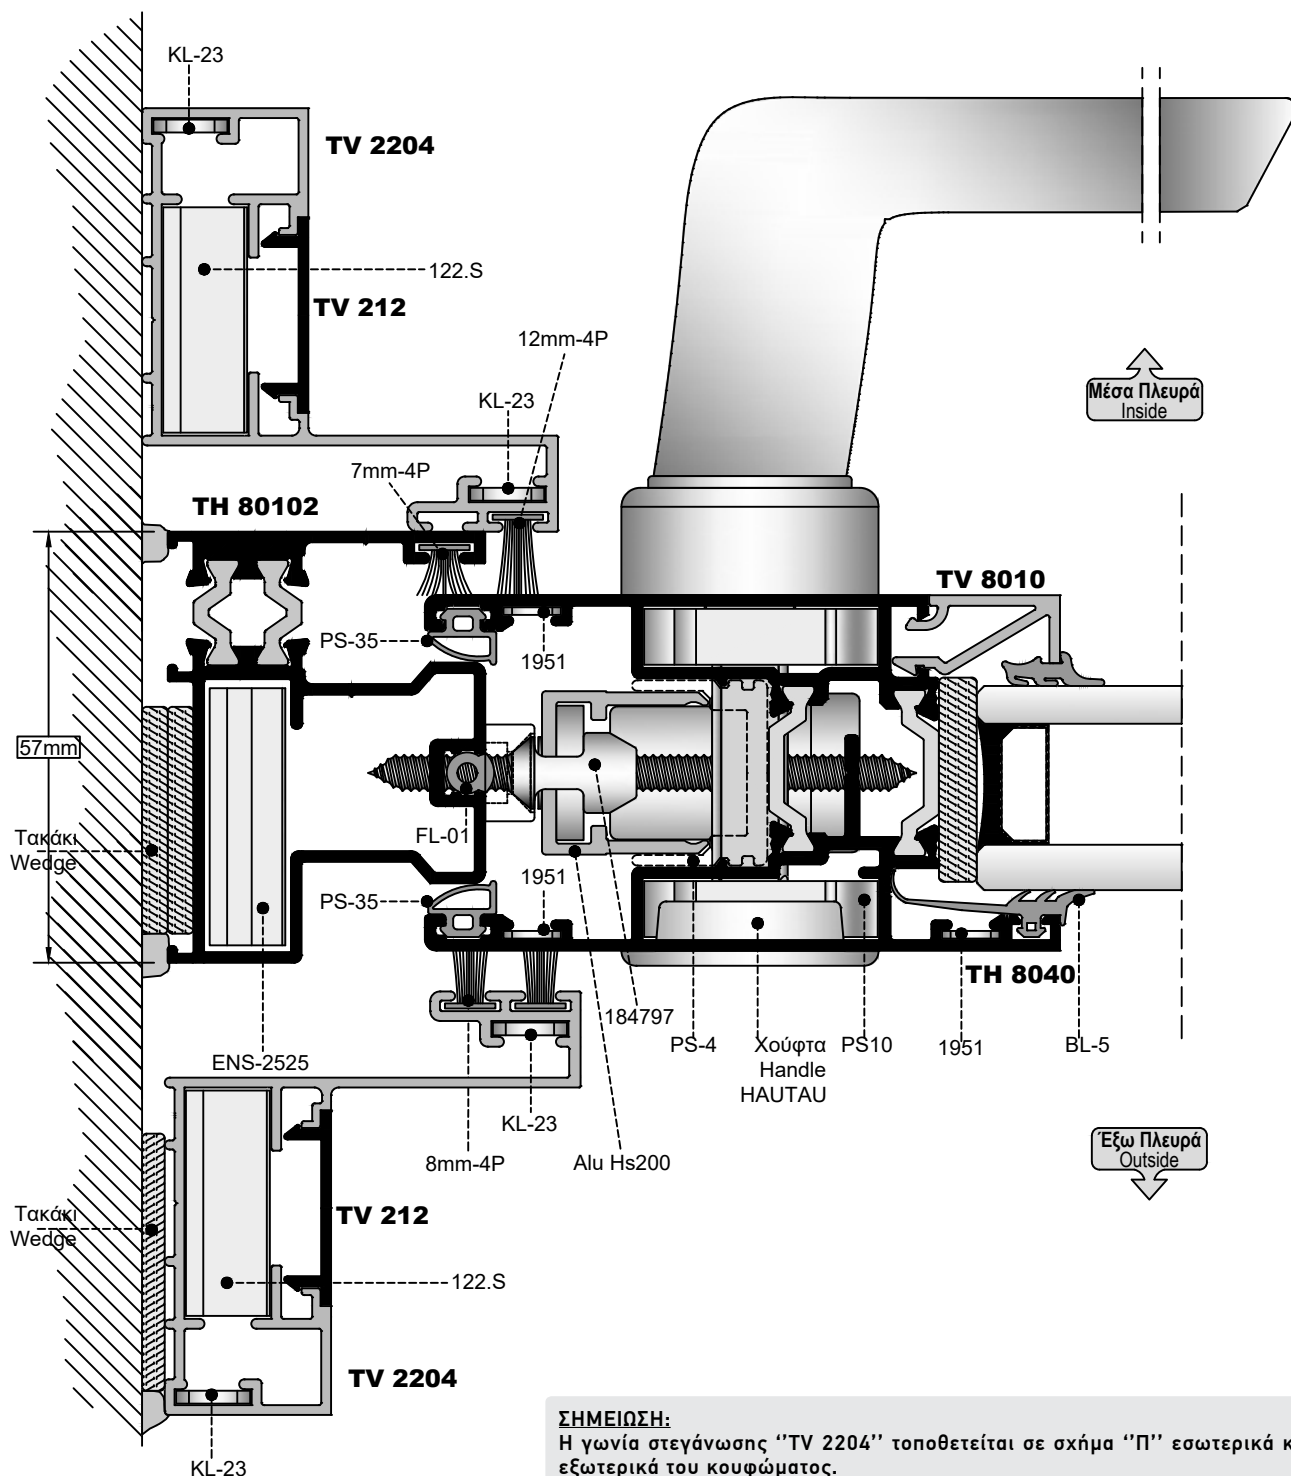 KL-23
TV 2204
122.S
TV 212
12mm-4P
KL-23
Μέσα Πλευρά
Inside
7mm-4P
TH 80102
TV 8010
PS-35
1951
57mm
FL-01
Τακάκι
Wedge
1951
PS-35
TH 8040
184797
PS-4
Χούφτα
Handle
HAUTAU
PS10
1951
BL-5
ENS-2525
KL-23
8mm-4P
Alu Hs200
Έξω Πλευρά
Outside
Τακάκι
Wedge
TV 212
122.S
TV 2204
KL-23
ΣΗΜΕΙΩΣΗ:
Η γωνία στεγάνωσης ‘’TV 2204’’ τοποθετείται σε σχήμα ‘’Π’’ εσωτερικά
εξωτερικά του κουφώματος.